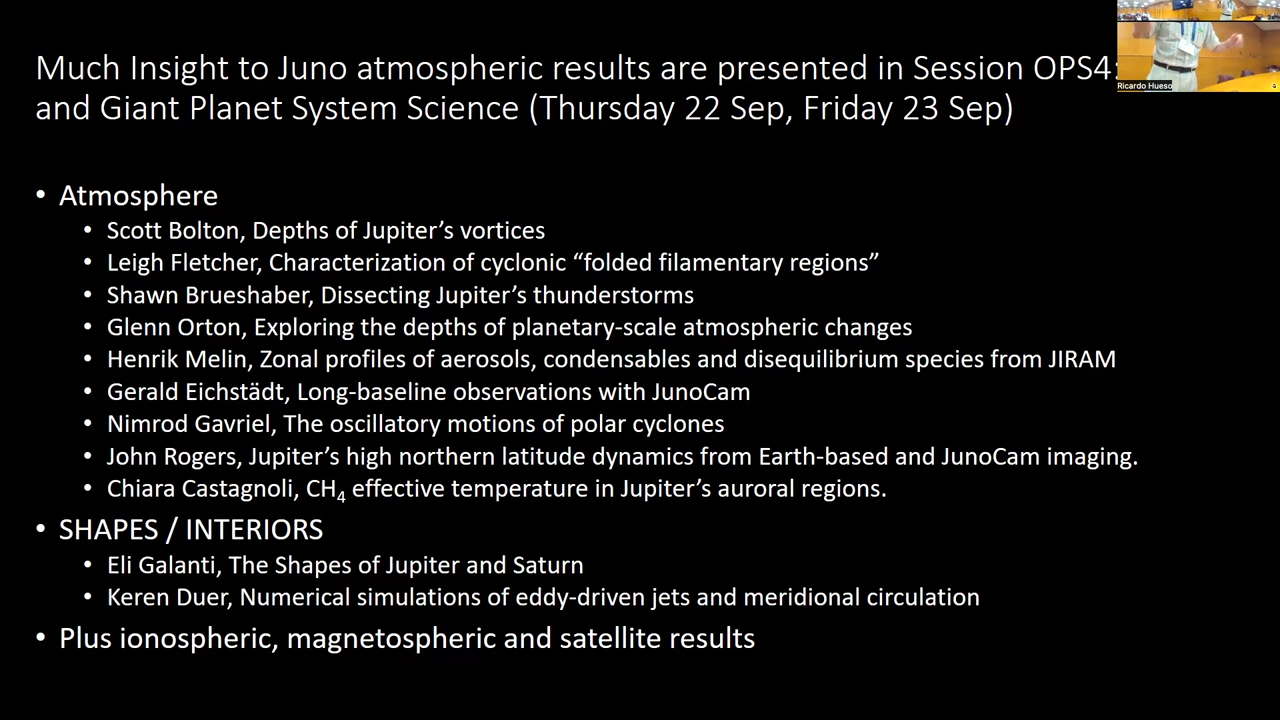 Much Insight to Juno atmospheric results are presented in Session OPS4:
and Giant Planet System Science (Thursday 22 Sep, Friday 23 Sep)
Ricardo Hueso
• Atmosphere
• Scott Bolton, Depths of Jupiter’s vortices
• Leigh Fletcher, Characterization of cyclonic “folded filamentary regions”
• Shawn Brueshaber, Dissecting Jupiter’s thunderstorms
• Glenn Orton, Exploring the depths of planetary-scale atmospheric changes
• Henrik Melin, Zonal profiles of aerosols, condensables and disequilibrium species from JIRAM
• Gerald Eichstädt, Long-baseline observations with JunoCam
• Nimrod Gavriel, The oscillatory motions of polar cyclones
• John Rogers, Jupiter’s high northern latitude dynamics from Earth-based and JunoCam imaging.
• Chiara Castagnoli, CH₄ effective temperature in Jupiter’s auroral regions.
• SHAPES / INTERIORS
• Eli Galanti, The Shapes of Jupiter and Saturn
• Keren Duer, Numerical simulations of eddy-driven jets and meridional circulation
• Plus ionospheric, magnetospheric and satellite results